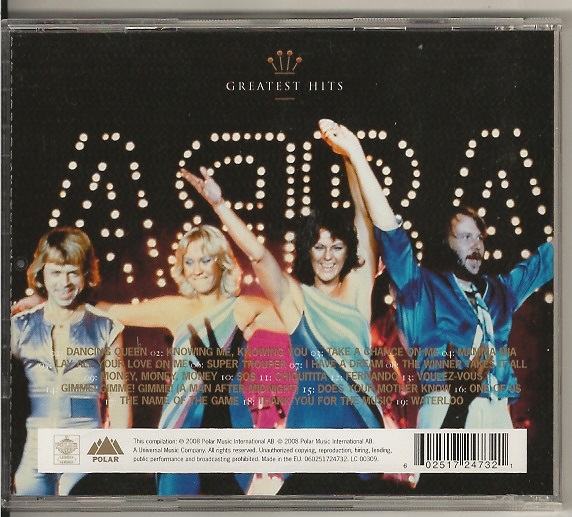 GREATEST HITS
ABBA
1: DANCING QUEEN 02: KNOWING ME, KNOWING YOU 03: TAKE A CHANCE ON ME 04: MAMMA MIA
LAY ALL YOUR LOVE ON ME 06: SUPER TROUPER 07: I HAVE A DREAM 08: THE WINNER TAKES IT ALL
09: MONEY, MONEY, MONEY 10: SOS 11: CHIQUITITA 12: FERNANDO 13: VOULEZ-VOUS
14: GIMME! GIMME! GIMME! (A MAN AFTER MIDNIGHT) 15: DOES YOUR MOTHER KNOW 16: ONE OF US
17: THE NAME OF THE GAME 18: THANK YOU FOR THE MUSIC 19: WATERLOO
POLAR
This compilation: ℗ 2008 Polar Music International AB. © 2008 Polar Music International AB.
A Universal Music Company. All rights reserved. Unauthorized copying, reproduction, hiring, lending,
public performance and broadcasting prohibited. Made in the EU. 060251724732. LC 00309.
6 02517 24732 1